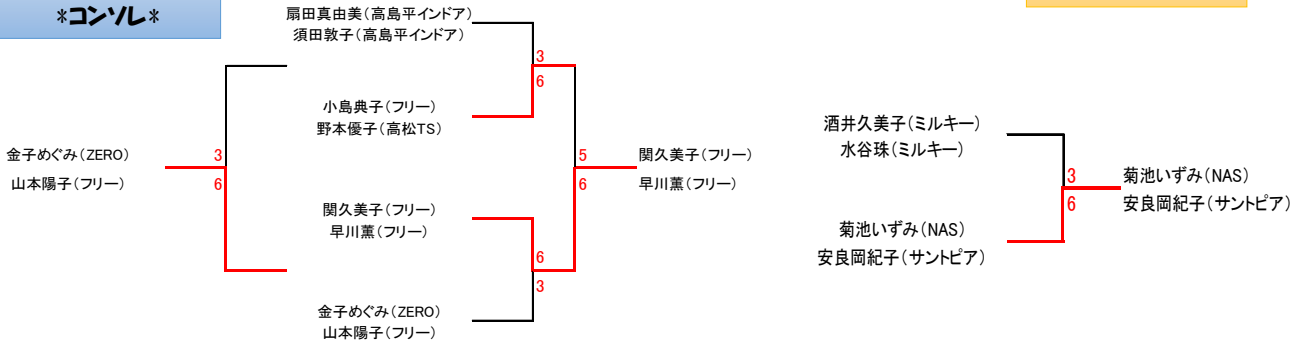 *コンソレ*
扇田真由美(高島平インドア)
須田敦子(高島平インドア)
3
6
小島典子(フリー)
野本優子(高松TS)
金子めぐみ(ZERO)
山本陽子(フリー)
3
6
5
6
関久美子(フリー)
早川薫(フリー)
関久美子(フリー)
早川薫(フリー)
6
3
金子めぐみ(ZERO)
山本陽子(フリー)
酒井久美子(ミルキー)
水谷珠(ミルキー)
3
6
菊池いずみ(NAS)
安良岡紀子(サントピア)
菊池いずみ(NAS)
安良岡紀子(サントピア)